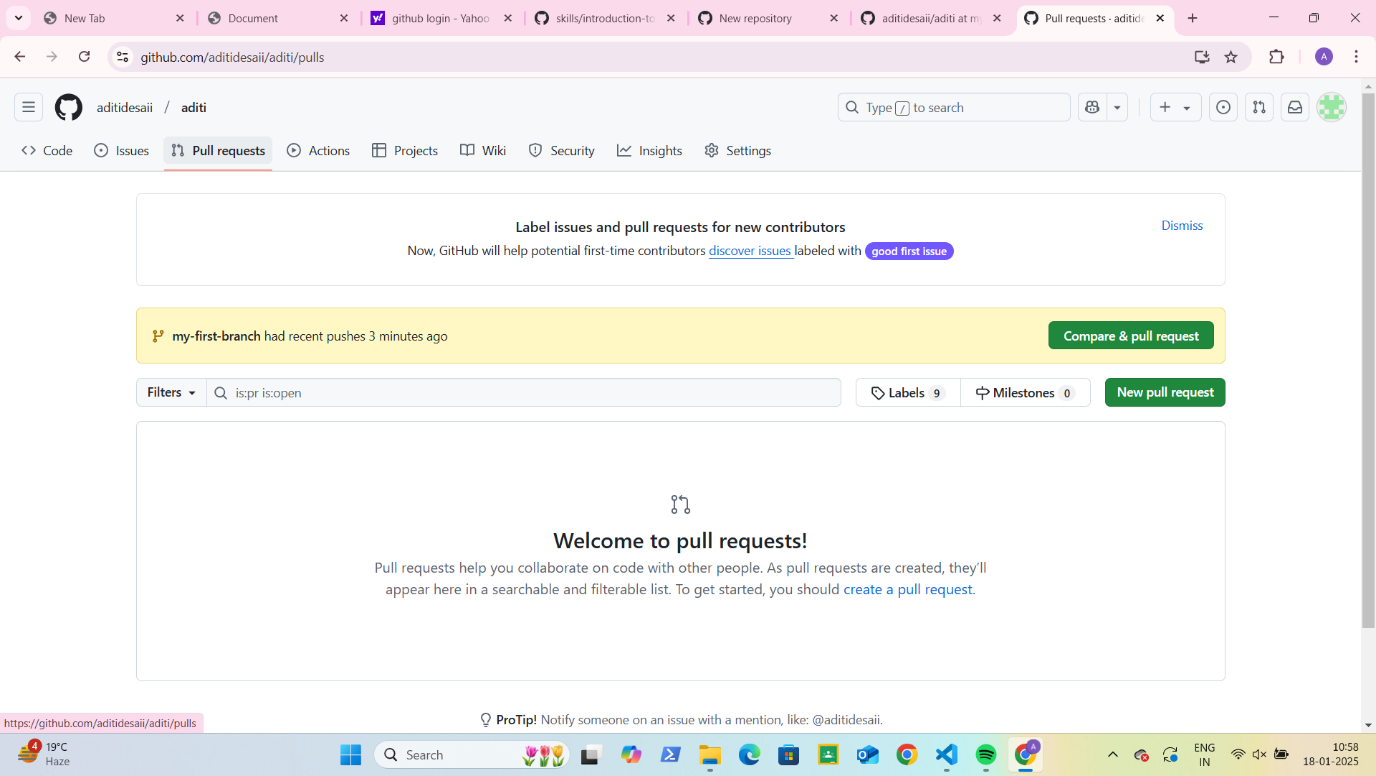 New Tab
Document
github login - Yahoo
skills/introduction-to
New repository
aditidesaii/aditi at my
Pull requests · aditide
github.com/aditidesaii/aditi/pulls
A
aditidesaii / aditi
Type / to search
Code
Issues
Pull requests
Actions
Projects
Wiki
Security
Insights
Settings
Label issues and pull requests for new contributors
Dismiss
Now, GitHub will help potential first-time contributors discover issues labeled with good first issue
my-first-branch had recent pushes 3 minutes ago
Compare & pull request
Filters
is:pr is:open
Labels 9
Milestones 0
New pull request
Welcome to pull requests!
Pull requests help you collaborate on code with other people. As pull requests are created, they'll
appear here in a searchable and filterable list. To get started, you should create a pull request.
ProTip! Notify someone on an issue with a mention, like: @aditidesaii.
https://github.com/aditidesaii/aditi/pulls
4
19°C
Haze
Search
A
ENG
IN
10:58
18-01-2025